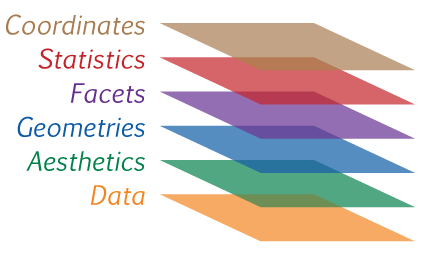 Coordinates
Statistics
Facets
Geometries
Aesthetics
Data